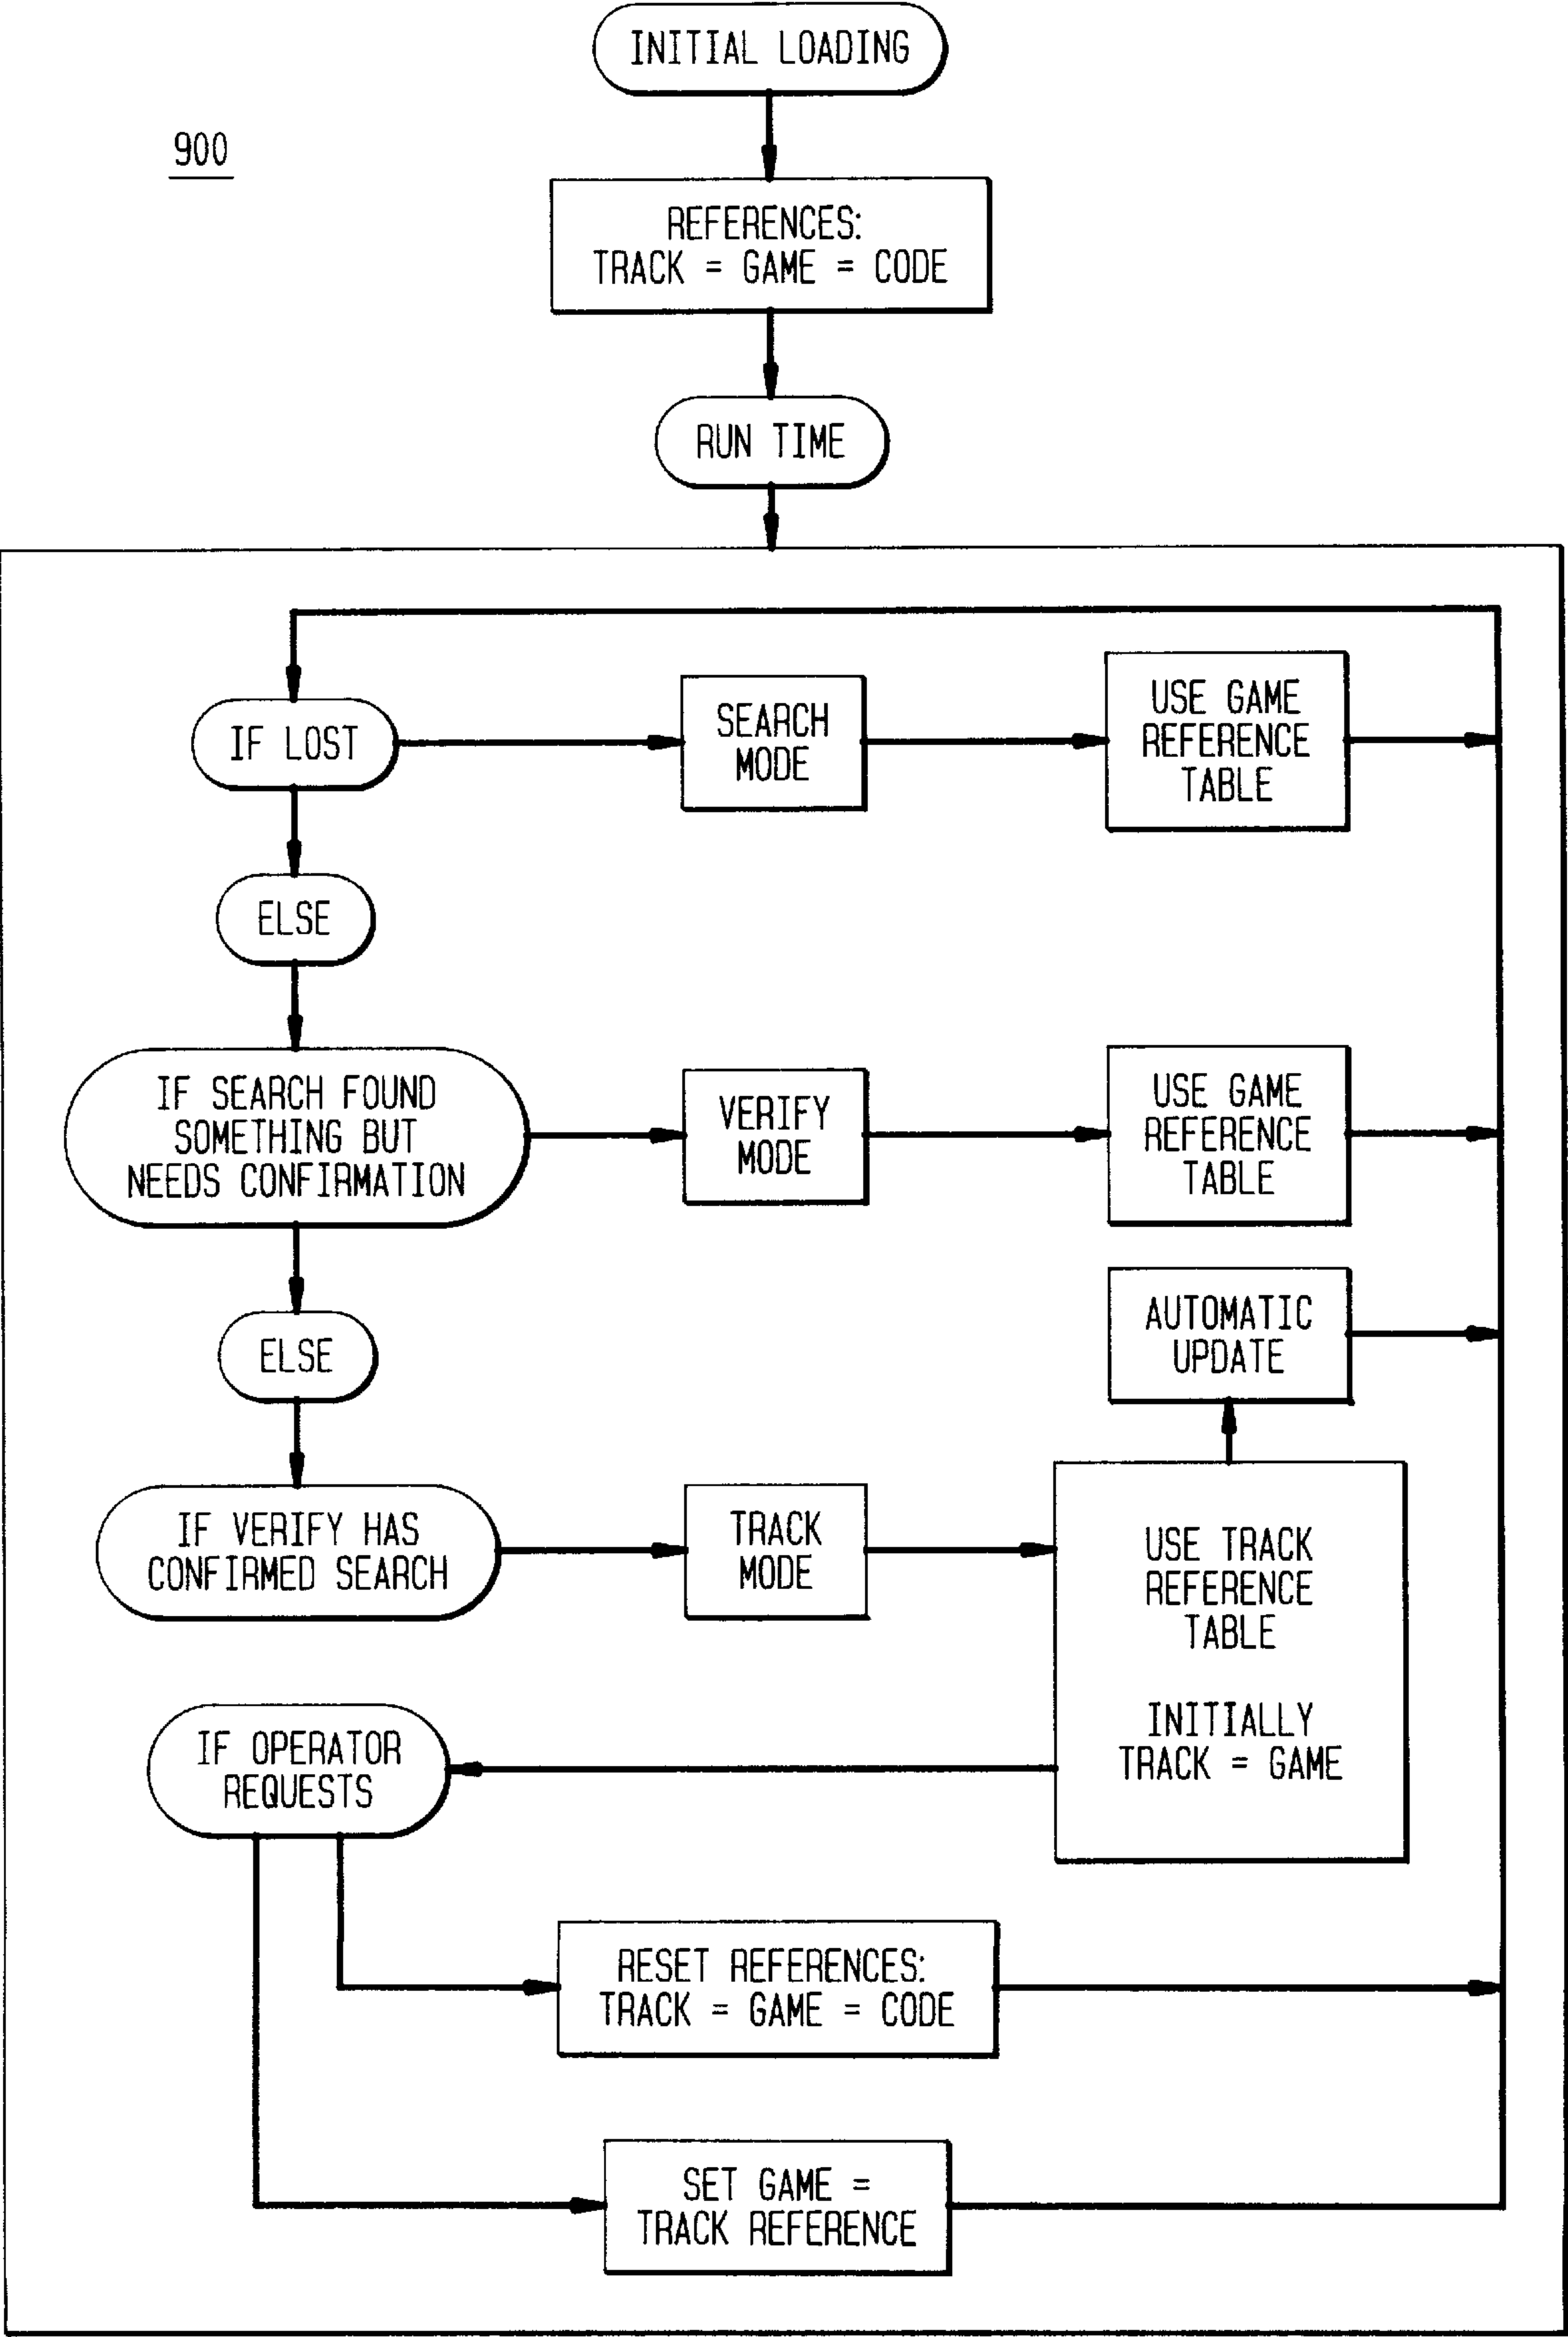 INITIAL LOADING
900
REFERENCES:
TRACK = GAME = CODE
RUN TIME
IF LOST
SEARCH
MODE
USE GAME
REFERENCE
TABLE
ELSE
IF SEARCH FOUND
SOMETHING BUT
NEEDS CONFIRMATION
VERIFY
MODE
USE GAME
REFERENCE
TABLE
ELSE
AUTOMATIC
UPDATE
IF VERIFY HAS
CONFIRMED SEARCH
TRACK
MODE
USE TRACK
REFERENCE
TABLE
INITIALLY
TRACK = GAME
IF OPERATOR
REQUESTS
RESET REFERENCES:
TRACK = GAME = CODE
SET GAME =
TRACK REFERENCE